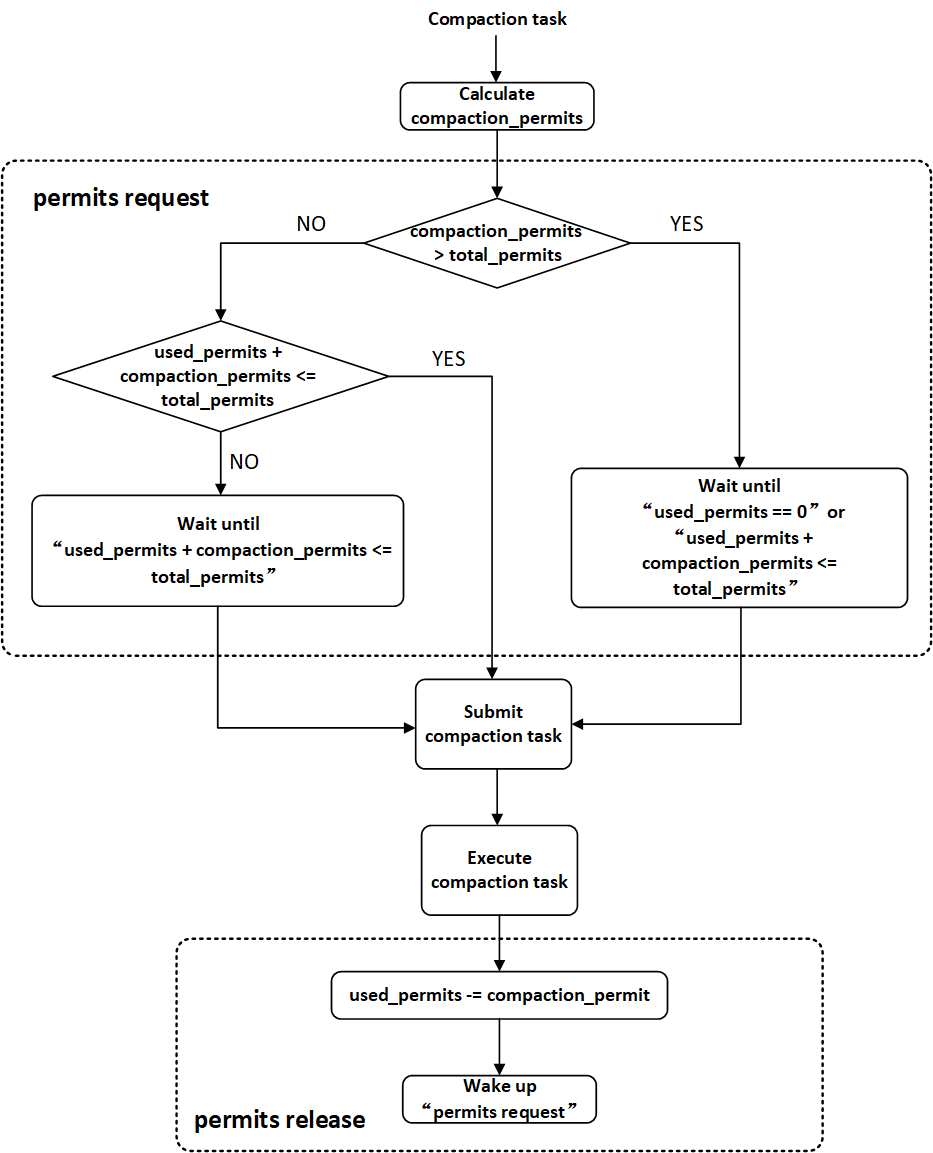 Compaction task
Calculate
compaction_permits
permits request
NO
compaction_permits
> total_permits
YES
used_permits +
compaction_permits <=
total_permits
YES
NO
Wait until
“used_permits + compaction_permits <=
total_permits”
Wait until
“used_permits == 0” or
“used_permits +
compaction_permits <=
total_permits”
Submit
compaction task
Execute
compaction task
used_permits -= compaction_permit
Wake up
“permits request”
permits release